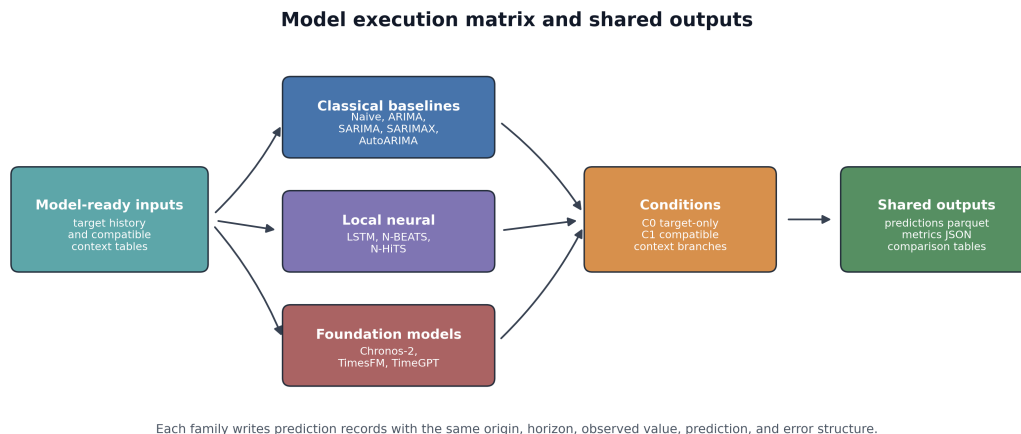 Model execution matrix and shared outputs
Model-ready inputs
target history
and compatible
context tables
Classical baselines
Naive, ARIMA,
SARIMA, SARIMAX,
AutoARIMA
Local neural
LSTM, N-BEATS,
N-HiTS
Foundation models
Chronos-2,
TimesFM, TimeGPT
Conditions
C0 target-only
C1 compatible
context branches
Shared outputs
predictions parquet
metrics JSON
comparison tables
Each family writes prediction records with the same origin, horizon, observed value, prediction, and error structure.